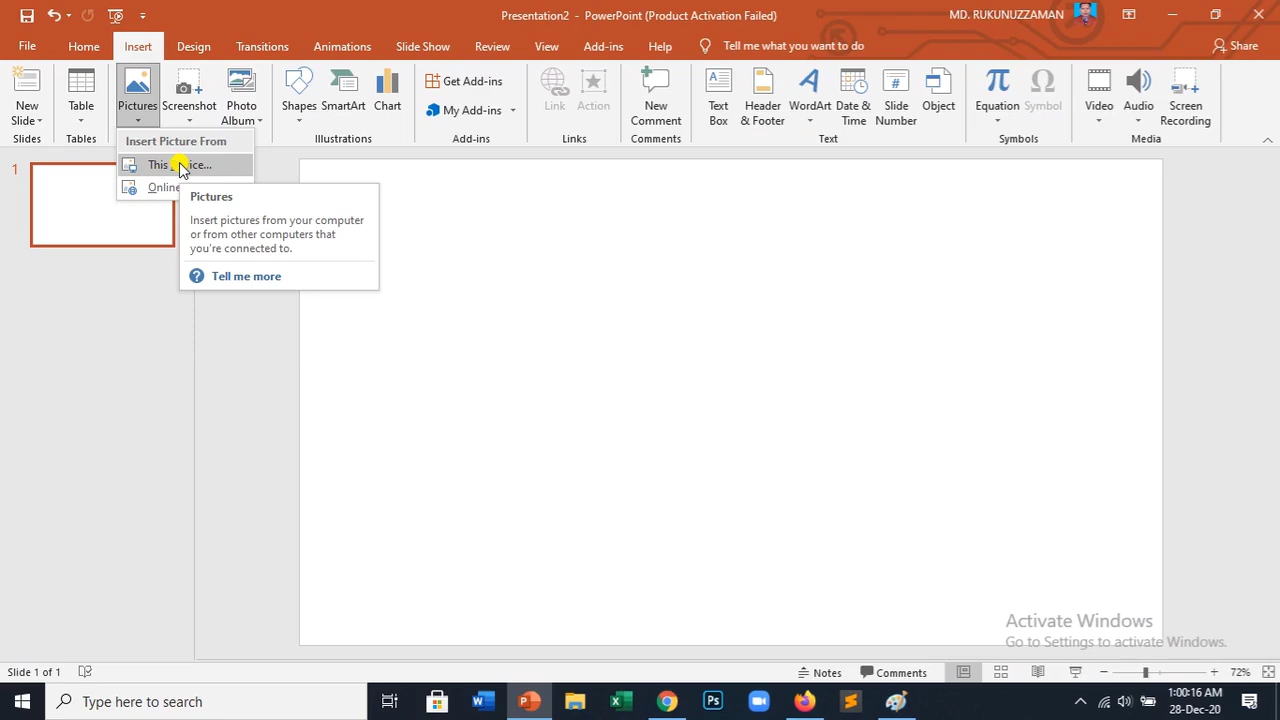 Presentation2 - PowerPoint (Product Activation Failed)
MD. RUKUNUZZAMAN
File Home Insert Design Transitions Animations Slide Show Review View Add-ins Help Tell me what you want to do Share
New Slide
Slides
Table
Tables
Pictures
Screenshot
Photo Album
Shapes
SmartArt
Chart
Illustrations
Get Add-ins
My Add-ins
Add-ins
Link
Action
Links
New Comment
Comments
Text Box
Header & Footer
WordArt
Date & Time
Slide Number
Object
Text
Equation
Symbol
Symbols
Video
Audio
Screen Recording
Media
Insert Picture From
This
Online
Pictures
Insert pictures from your computer
or from other computers that
you're connected to.
Tell me more
1
Activate Windows
Go to Settings to activate Windows.
Slide 1 of 1
Notes
Comments
72%
Type here to search
1:00:16 AM
28-Dec-20